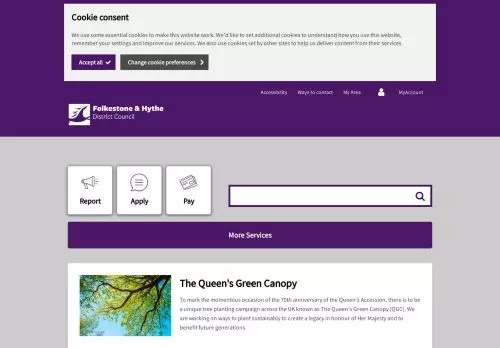 Cookie consent
We use some essential cookies to make this website work. We'd like to set additional cookies to understand how you use this website,
remember your settings and improve our services. We also use cookies set by other sites to help us deliver content from their services.
Accept all
Change cookie preferences
Accessibility
Ways to contact
My Area
MyAccount
Folkestone & Hythe
District Council
Report
Apply
Pay
More Services
The Queen's Green Canopy
To mark the momentous occasion of the 70th anniversary of the Queen's Accession, there is to be
a unique tree planting campaign across the UK known as The Queen's Green Canopy (QGC). We
are working on ways to plant sustainably to create a legacy in honour of Her Majesty and to
benefit future generations.